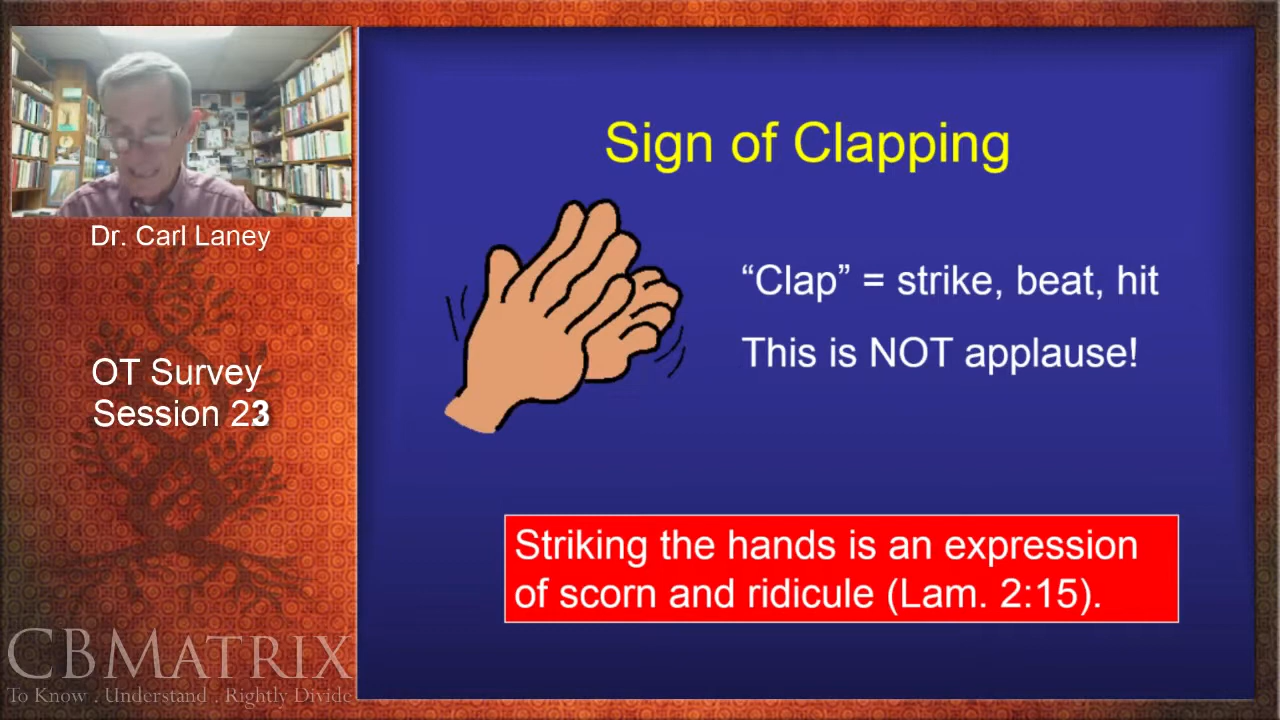 Dr. Carl Laney
OT Survey
Session 23
CBMATRIX
To Know . Understand . Rightly Divide
Sign of Clapping
“Clap” = strike, beat, hit
This is NOT applause!
Striking the hands is an expression
of scorn and ridicule (Lam. 2:15).